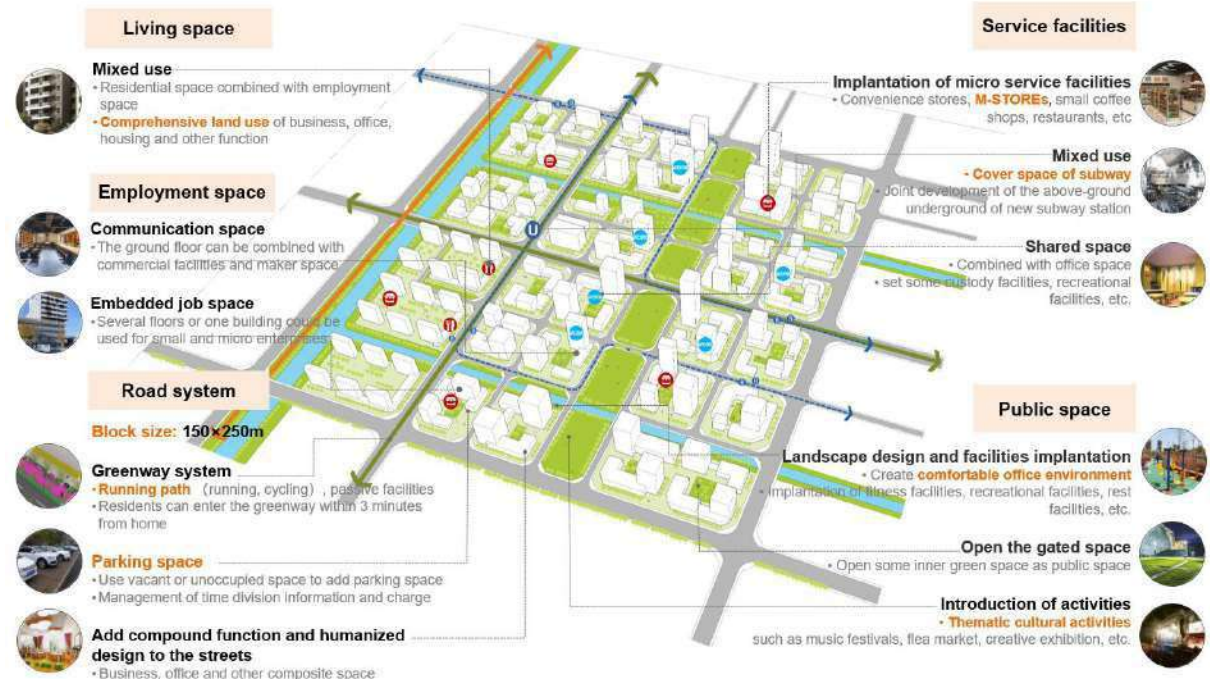 Living space
Mixed use
• Residential space combined with employment
space
• Comprehensive land use of business, office,
housing and other function
Employment space
Communication space
• The ground floor can be combined with
commercial facilities and maker space
Embedded job space
• Several floors or one building could be
used for small and micro enterprises
Road system
Block size: 150×250m
Greenway system
• Running path （running, cycling）, passive facilities
• Residents can enter the greenway within 3 minutes
from home
Parking space
• Use vacant or unoccupied space to add parking space
• Management of time division information and charge
Add compound function and humanized
design to the streets
• Business, office and other composite space
U
Service facilities
Implantation of micro service facilities
• Convenience stores, M-STOREs, small coffee
shops, restaurants, etc
Mixed use
• Cover space of subway
• Joint development of the above-ground
underground of new subway station
Shared space
• Combined with office space
• set some custody facilities, recreational
facilities, etc.
Public space
Landscape design and facilities implantation
• Create comfortable office environment
• Implantation of fitness facilities, recreational facilities, rest
facilities, etc.
Open the gated space
• Open some inner green space as public space
Introduction of activities
• Thematic cultural activities
such as music festivals, flea market, creative exhibition, etc.